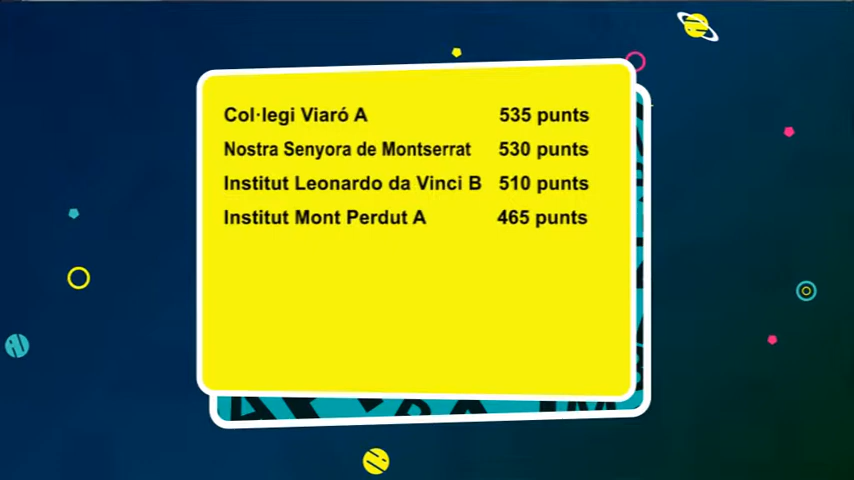 Col·legi Viaró A 535 punts
Nostra Senyora de Montserrat 530 punts
Institut Leonardo da Vinci B 510 punts
Institut Mont Perdut A 465 punts